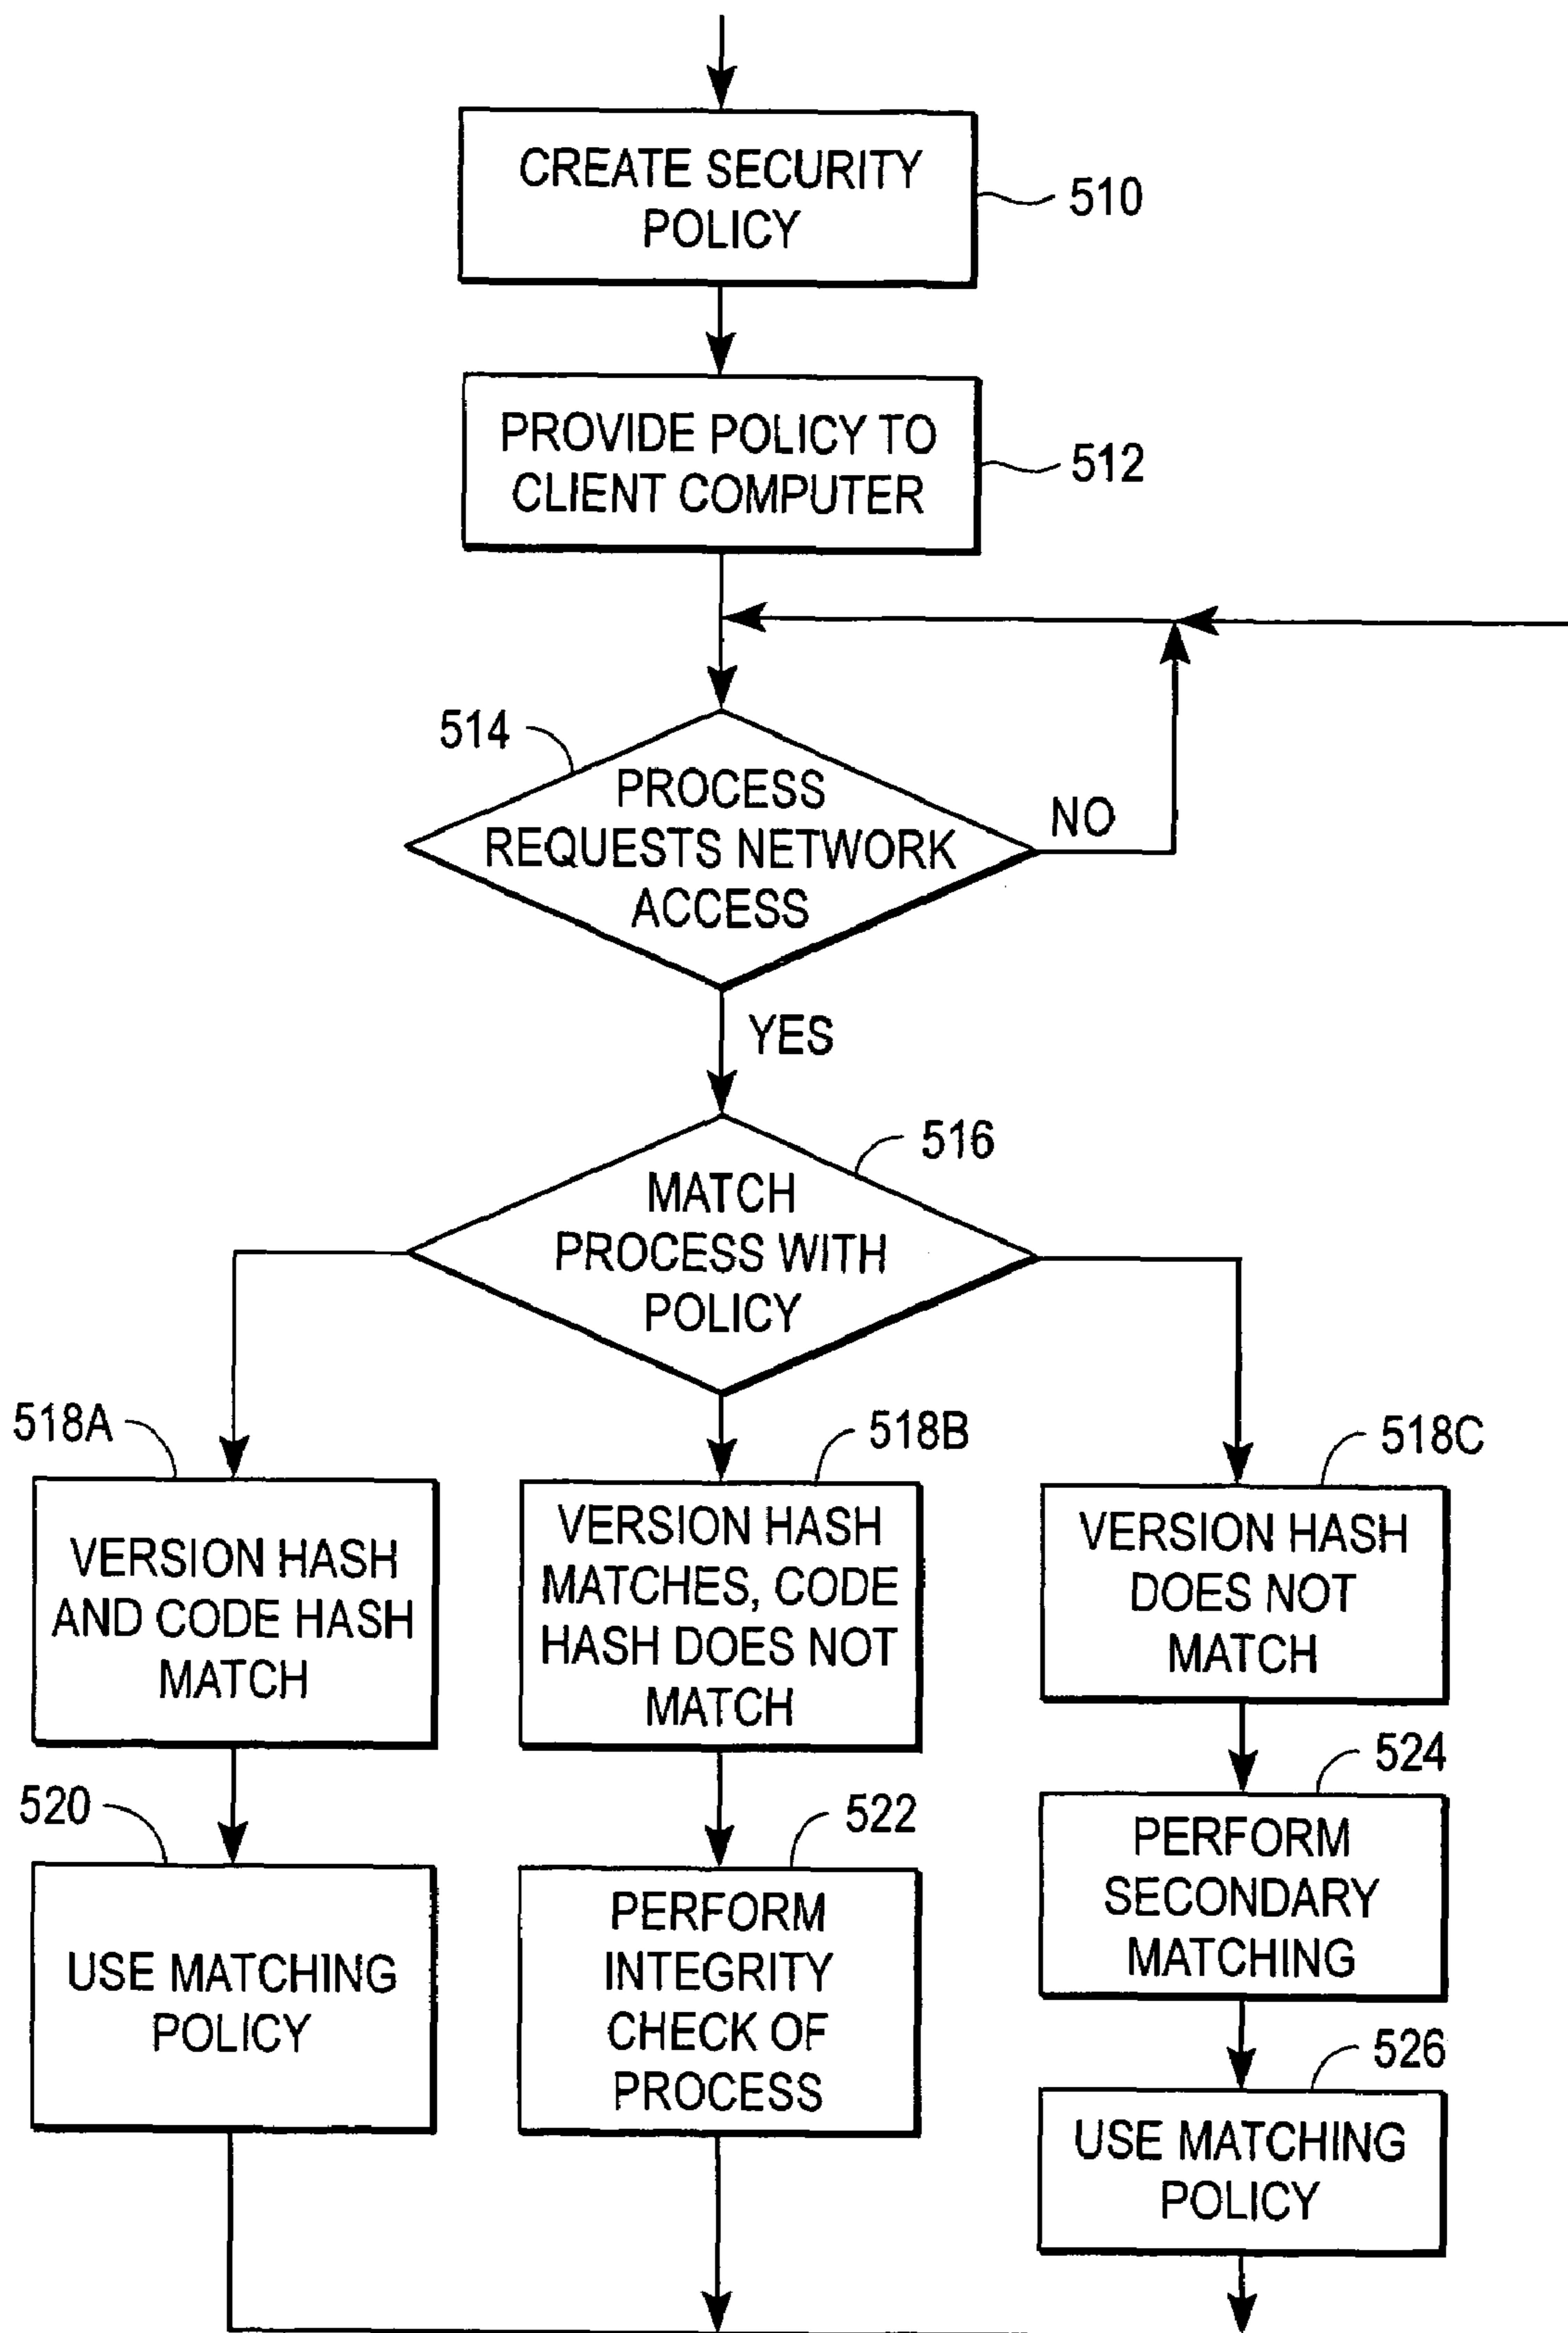 CREATE SECURITY
POLICY
510
PROVIDE POLICY TO
CLIENT COMPUTER
512
514
PROCESS
REQUESTS NETWORK
ACCESS
NO
YES
516
MATCH
PROCESS WITH
POLICY
518A
VERSION HASH
AND CODE HASH
MATCH
518B
VERSION HASH
MATCHES, CODE
HASH DOES NOT
MATCH
518C
VERSION HASH
DOES NOT
MATCH
520
USE MATCHING
POLICY
522
PERFORM
INTEGRITY
CHECK OF
PROCESS
524
PERFORM
SECONDARY
MATCHING
526
USE MATCHING
POLICY